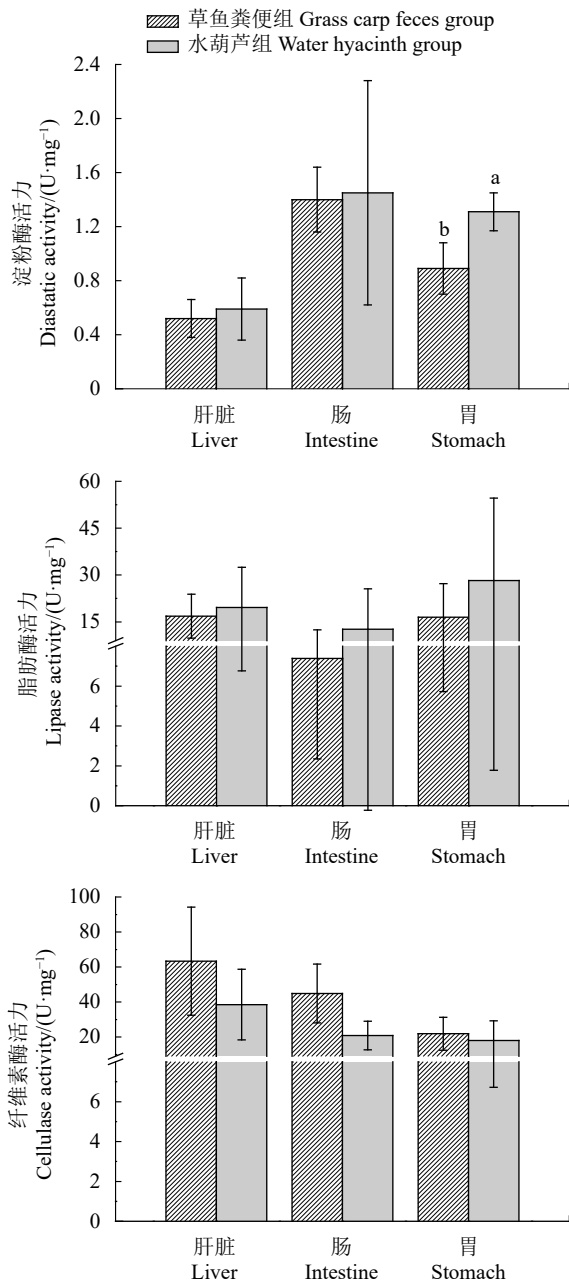 草鱼粪便组 Grass carp feces group
水葫芦组 Water hyacinth group
淀粉酶活力
Diastatic activity/(U·mg⁻¹)
2.4
2.0
1.6
1.2
0.8
0.4
0
b
a
肝脏
Liver
肠
Intestine
胃
Stomach
脂肪酶活力
Lipase activity/(U·mg⁻¹)
60
45
30
15
6
4
2
0
肝脏
Liver
肠
Intestine
胃
Stomach
纤维素酶活力
Cellulase activity/(U·mg⁻¹)
100
80
60
40
20
6
4
2
0
肝脏
Liver
肠
Intestine
胃
Stomach